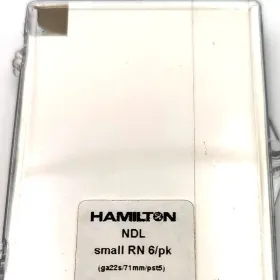 HAMILTON
NDL
small RN 6/pk
(ga22s/71mm/pst5)